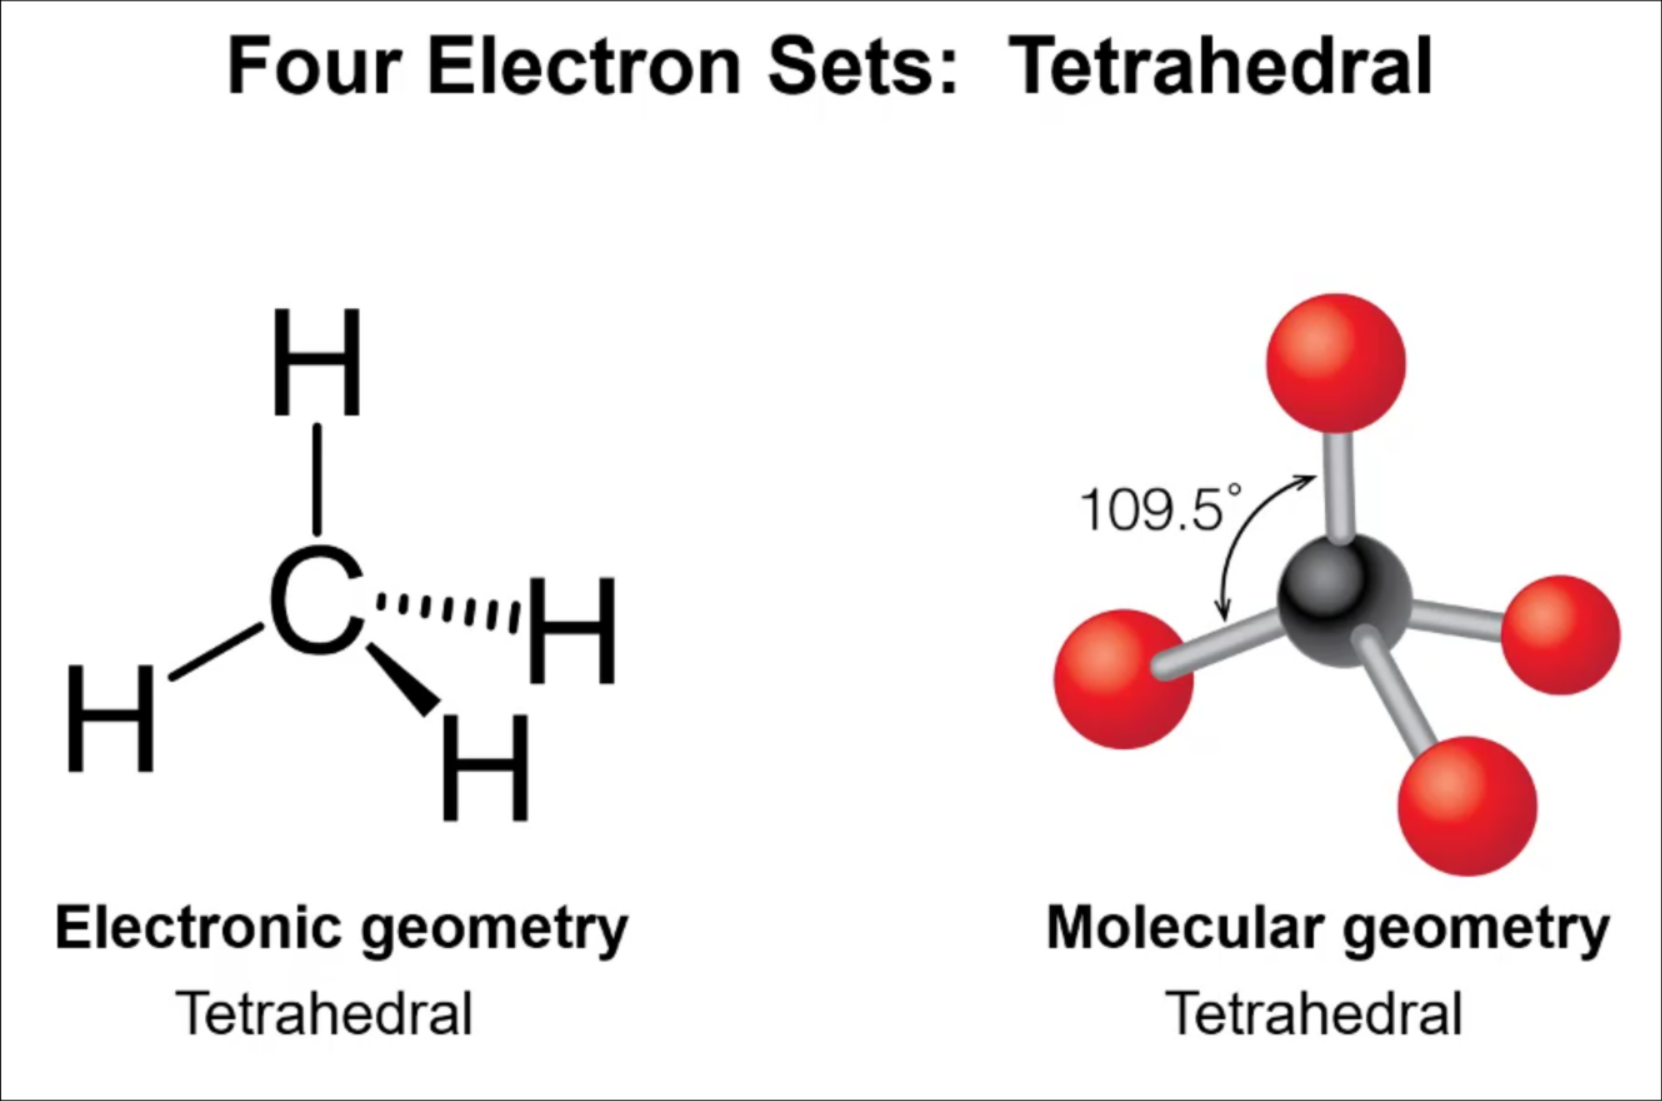 Four Electron Sets: Tetrahedral
H
C
H
H
H
109.5°
Electronic geometry
Tetrahedral
Molecular geometry
Tetrahedral